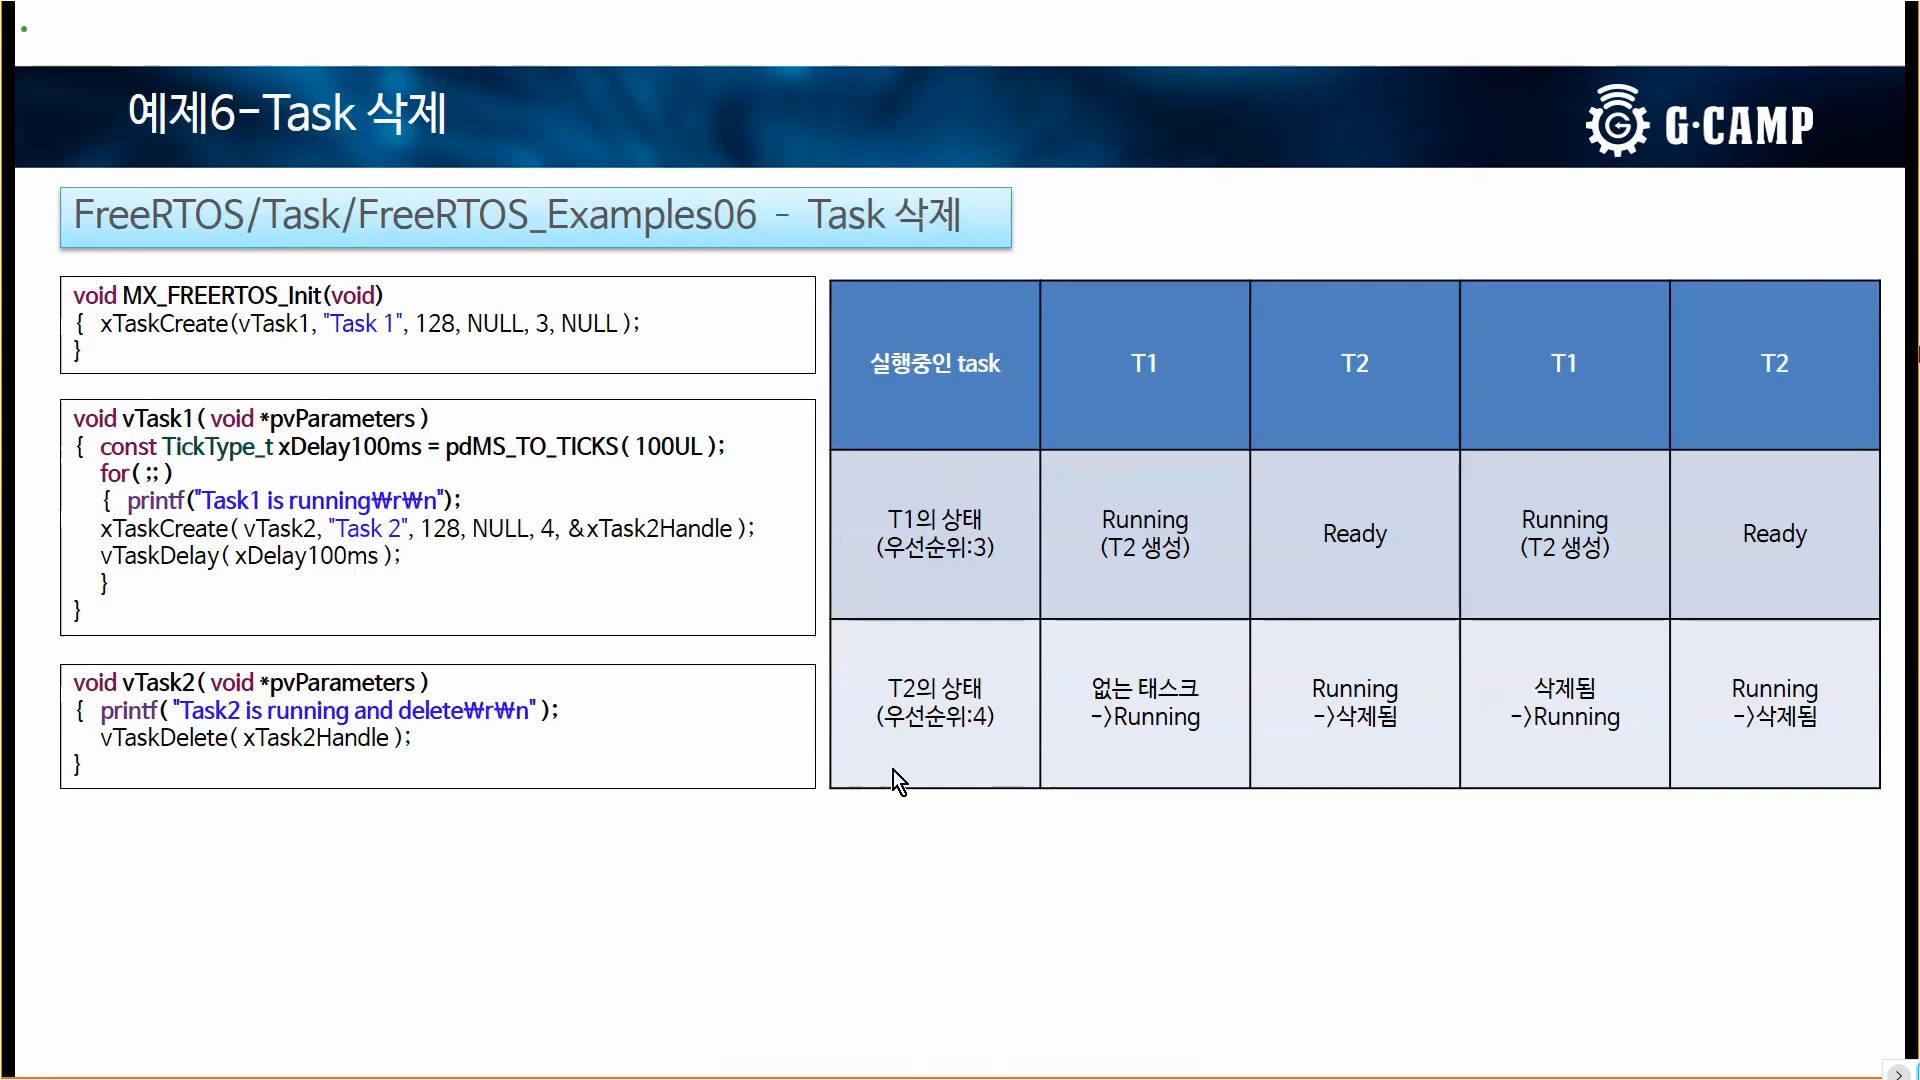 예제6-Task 삭제
G·CAMP
FreeRTOS/Task/FreeRTOS_Examples06 - Task 삭제
void MX_FREERTOS_Init(void)
{ xTaskCreate(vTask1, "Task 1", 128, NULL, 3, NULL );
}
void vTask1( void *pvParameters )
{ const TickType_t xDelay100ms = pdMS_TO_TICKS( 100UL );
for( ;; )
{ printf("Task1 is running₩r₩n");
xTaskCreate( vTask2, "Task 2", 128, NULL, 4, &xTask2Handle );
vTaskDelay( xDelay100ms );
}
}
void vTask2( void *pvParameters )
{ printf( "Task2 is running and delete₩r₩n" );
vTaskDelete( xTask2Handle );
}
실행중인 task
T1
T2
T1
T2
T1의 상태
(우선순위:3)
Running
(T2 생성)
Ready
Running
(T2 생성)
Ready
T2의 상태
(우선순위:4)
없는 태스크
->Running
Running
->삭제됨
삭제됨
->Running
Running
->삭제됨